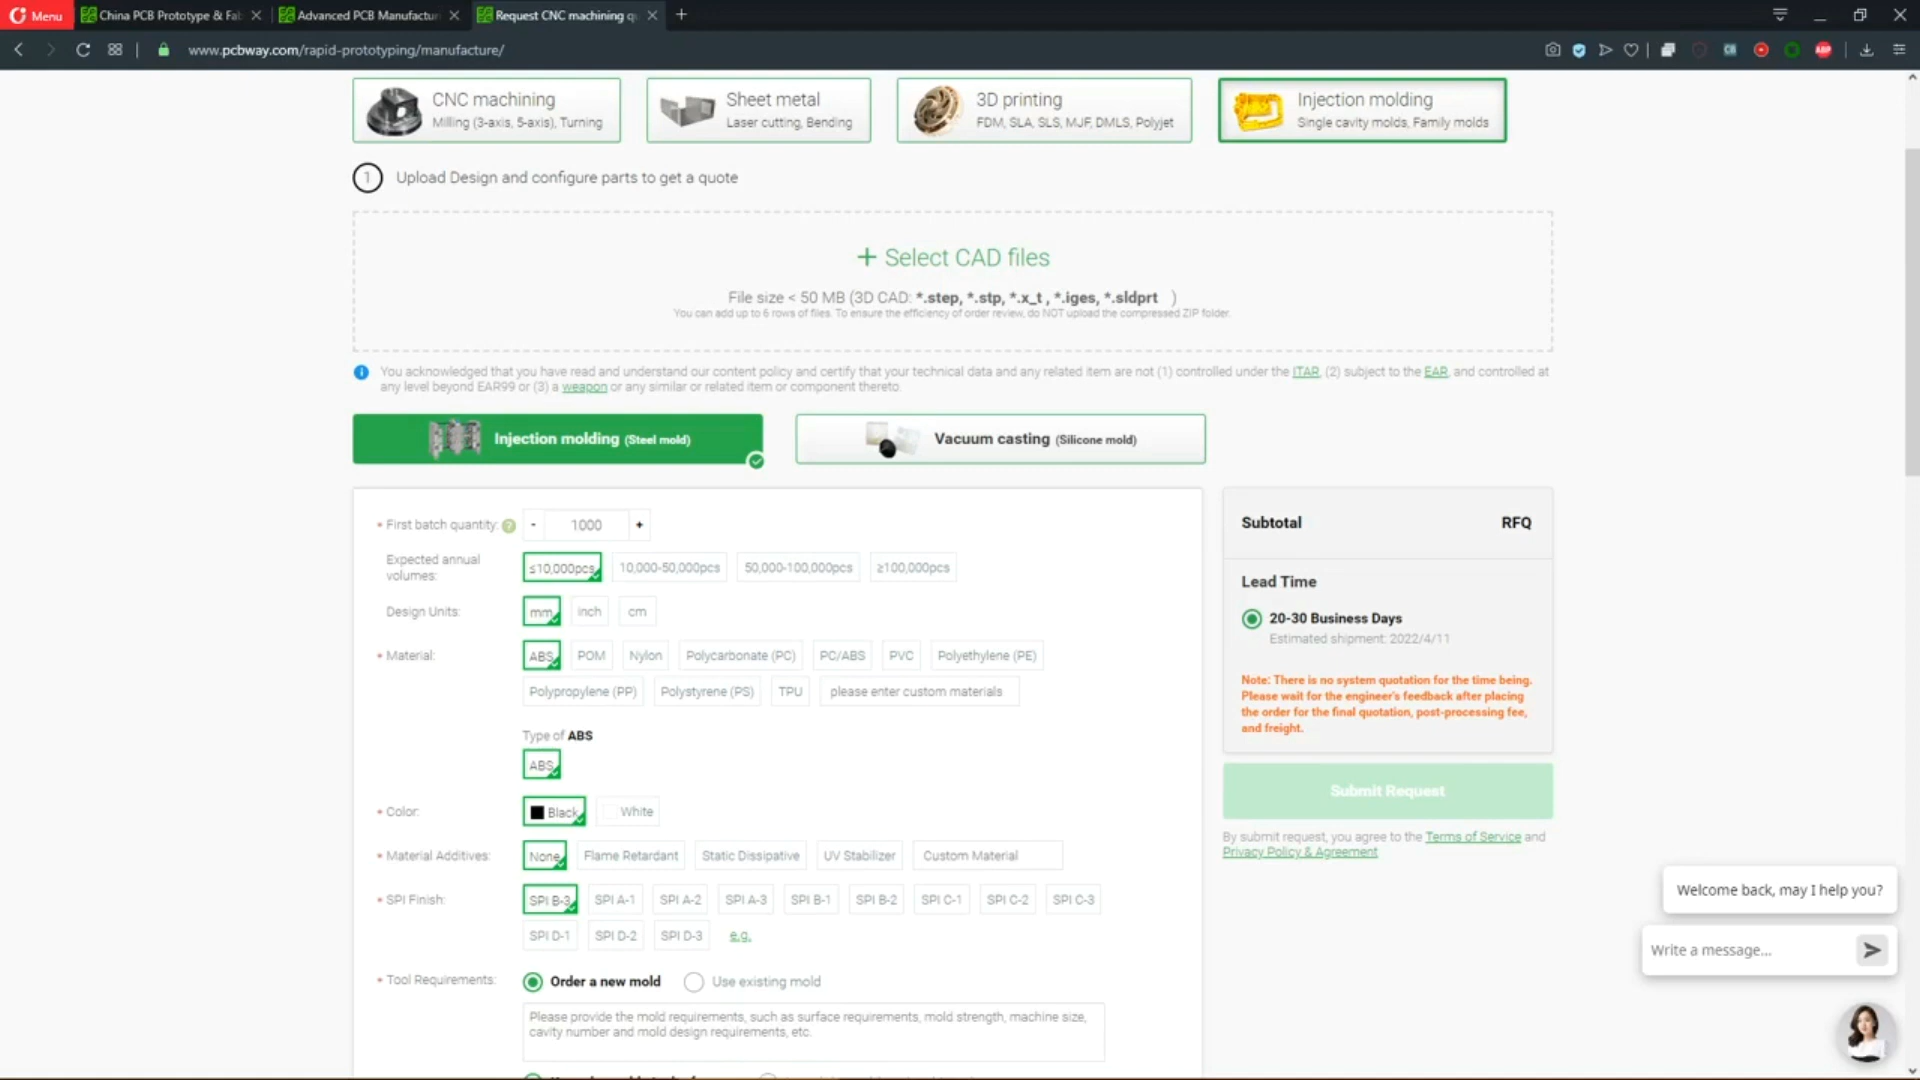 Menu
China PCB Prototype & Fab
Advanced PCB Manufactur
Request CNC machining q
www.pcbway.com/rapid-prototyping/manufacture/
CNC machining
Milling (3-axis, 5-axis), Turning
Sheet metal
Laser cutting, Bending
3D printing
FDM, SLA, SLS, MJF, DMLS, Polyjet
Injection molding
Single cavity molds, Family molds
1 Upload Design and configure parts to get a quote
+ Select CAD files
File size < 50 MB (3D CAD: *.step, *.stp, *.x_t , *.iges, *.sldprt )
You can add up to 6 rows of files. To ensure the efficiency of order review, do NOT upload the compressed ZIP folder.
You acknowledged that you have read and understand our content policy and certify that your technical data and any related item are not (1) controlled under the ITAR, (2) subject to the EAR, and controlled at
any level beyond EAR99 or (3) a weapon or any similar or related item or component thereto.
Injection molding (Steel mold)
Vacuum casting (Silicone mold)
* First batch quantity: ? - 1000 +
Expected annual
volumes:
≤10,000pcs 10,000-50,000pcs 50,000-100,000pcs ≥100,000pcs
Design Units: mm inch cm
* Material: ABS POM Nylon Polycarbonate (PC) PC/ABS PVC Polyethylene (PE)
Polypropylene (PP) Polystyrene (PS) TPU please enter custom materials
Type of ABS
ABS
* Color: Black White
* Material Additives: None Flame Retardant Static Dissipative UV Stabilizer Custom Material
* SPI Finish: SPI B-3 SPI A-1 SPI A-2 SPI A-3 SPI B-1 SPI B-2 SPI C-1 SPI C-2 SPI C-3
SPI D-1 SPI D-2 SPI D-3 e.g.
* Tool Requirements: Order a new mold Use existing mold
Please provide the mold requirements, such as surface requirements, mold strength, machine size,
cavity number and mold design requirements, etc.
Subtotal RFQ
Lead Time
20-30 Business Days
Estimated shipment: 2022/4/11
Note: There is no system quotation for the time being.
Please wait for the engineer's feedback after placing
the order for the final quotation, post-processing fee,
and freight.
Submit Request
By submit request, you agree to the Terms of Service and
Privacy Policy & Agreement
Welcome back, may I help you?
Write a message...